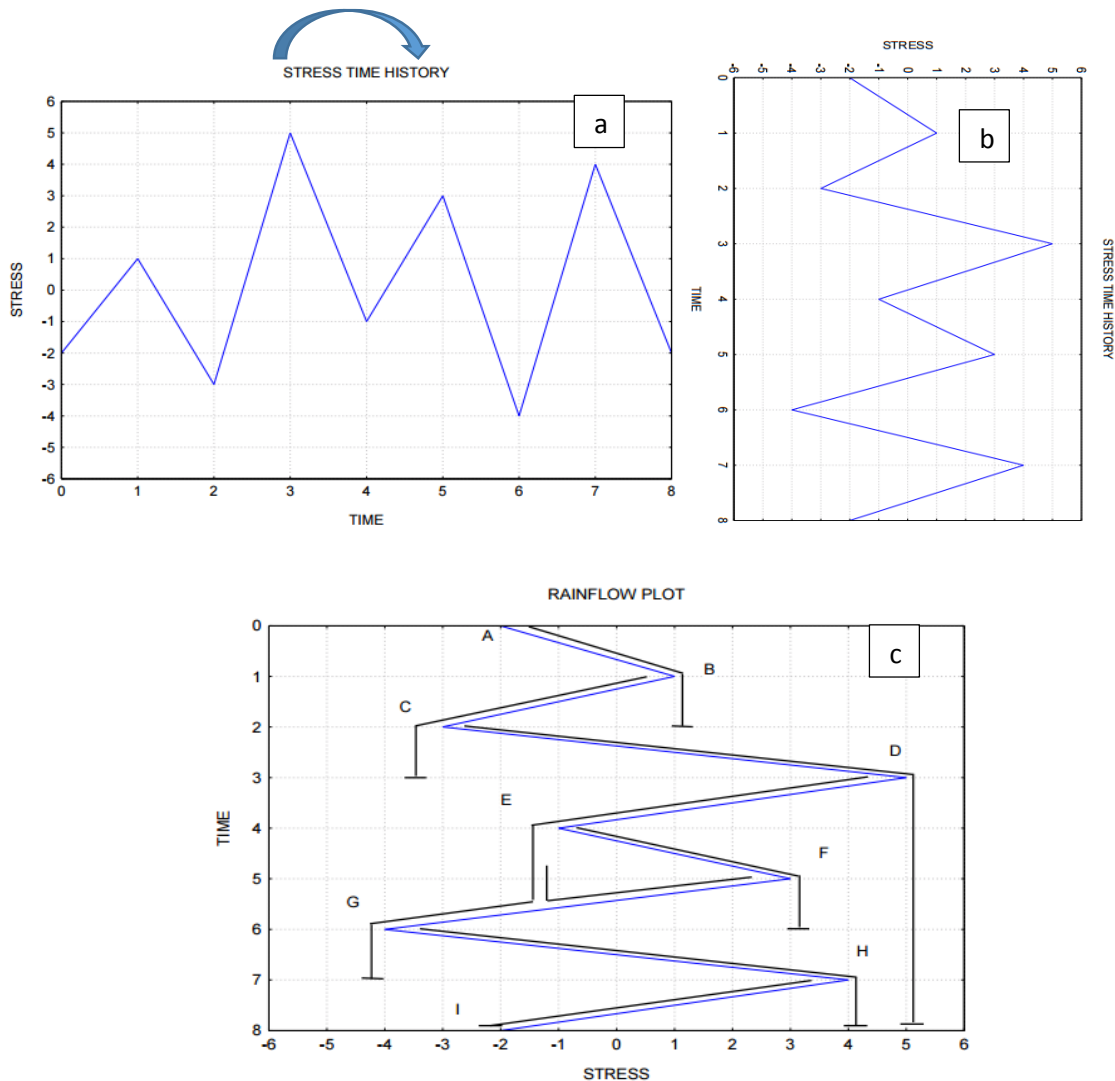 STRESS TIME HISTORY
a
6
5
4
3
2
1
0
-1
-2
-3
-4
-5
-6
STRESS
0 1 2 3 4 5 6 7 8
TIME
STRESS
-6 -5 -4 -3 -2 -1 0 1 2 3 4 5 6
b
0
1
2
3
4
5
6
7
8
TIME
STRESS TIME HISTORY
RAINFLOW PLOT
c
0
1
2
3
4
5
6
7
8
TIME
A
B
C
D
E
F
G
H
I
-6 -5 -4 -3 -2 -1 0 1 2 3 4 5 6
STRESS